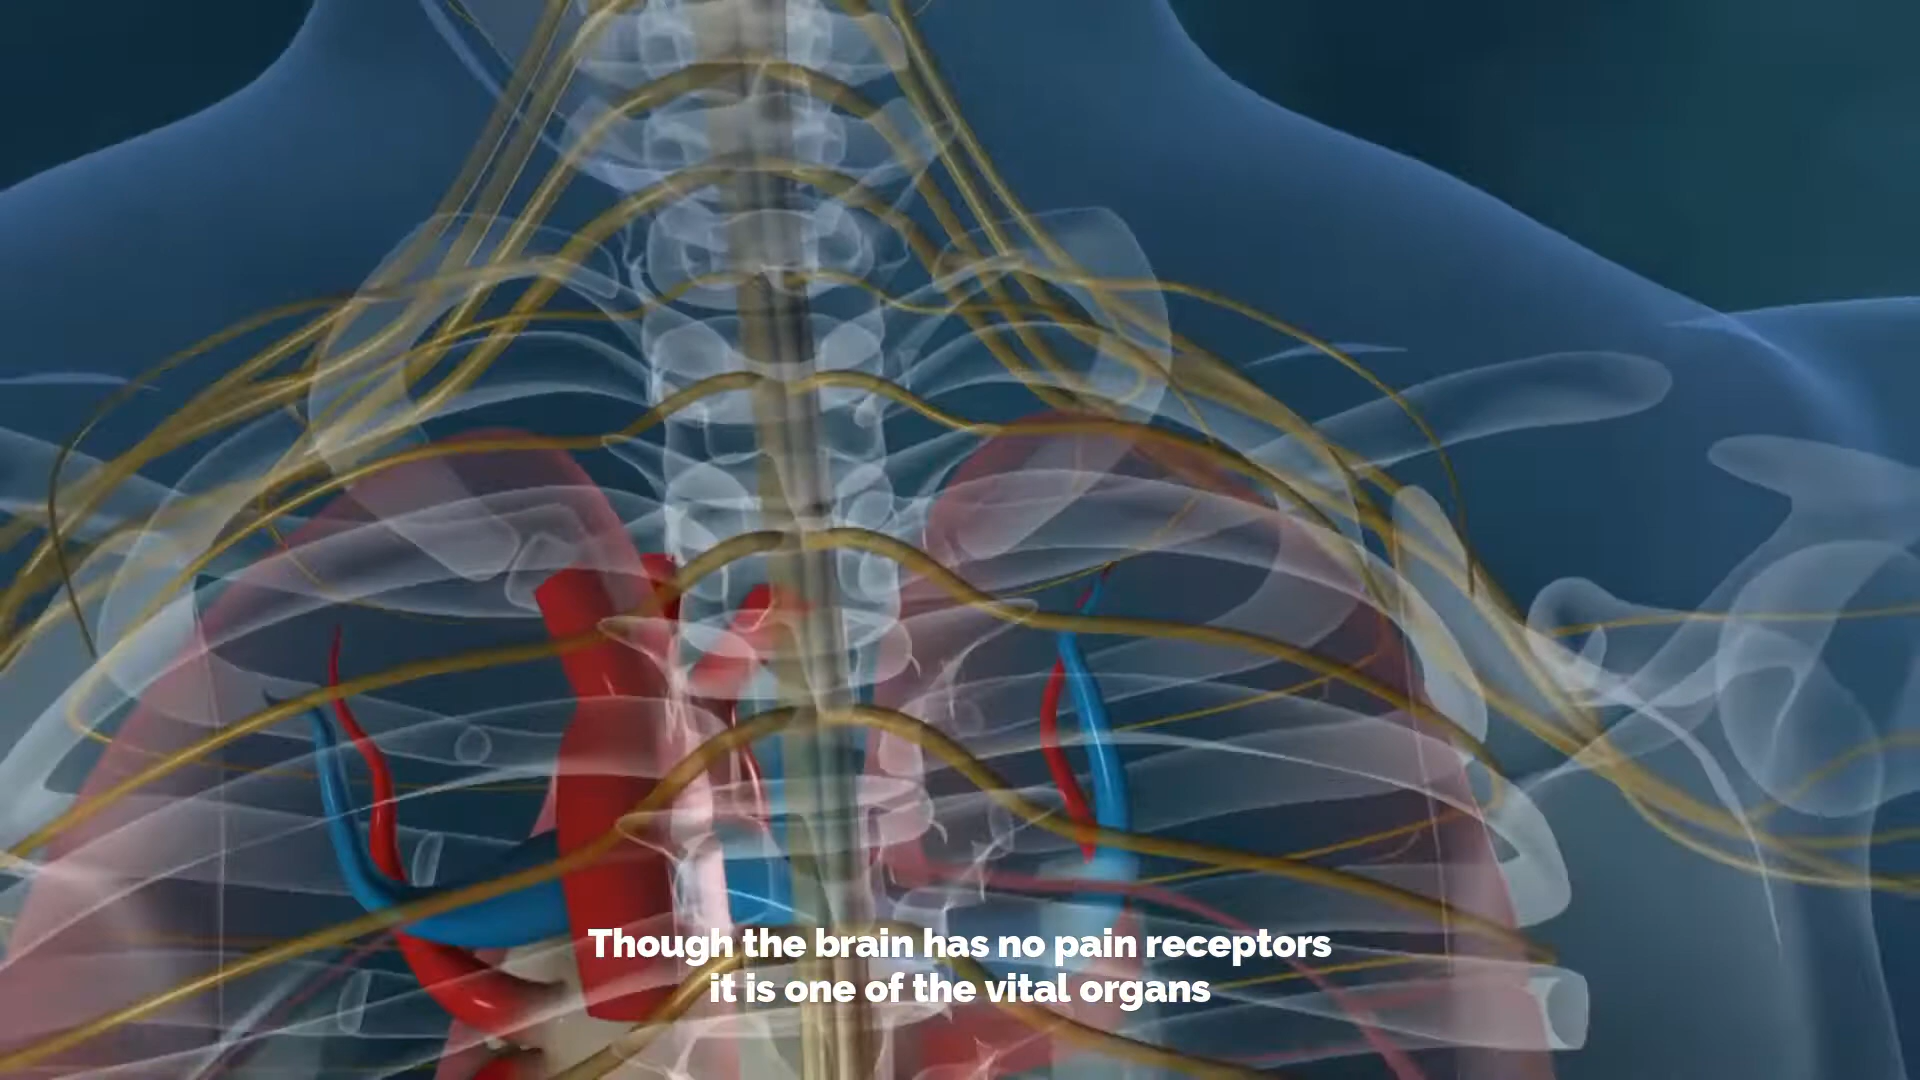 Though the brain has no pain receptors
it is one of the vital organs